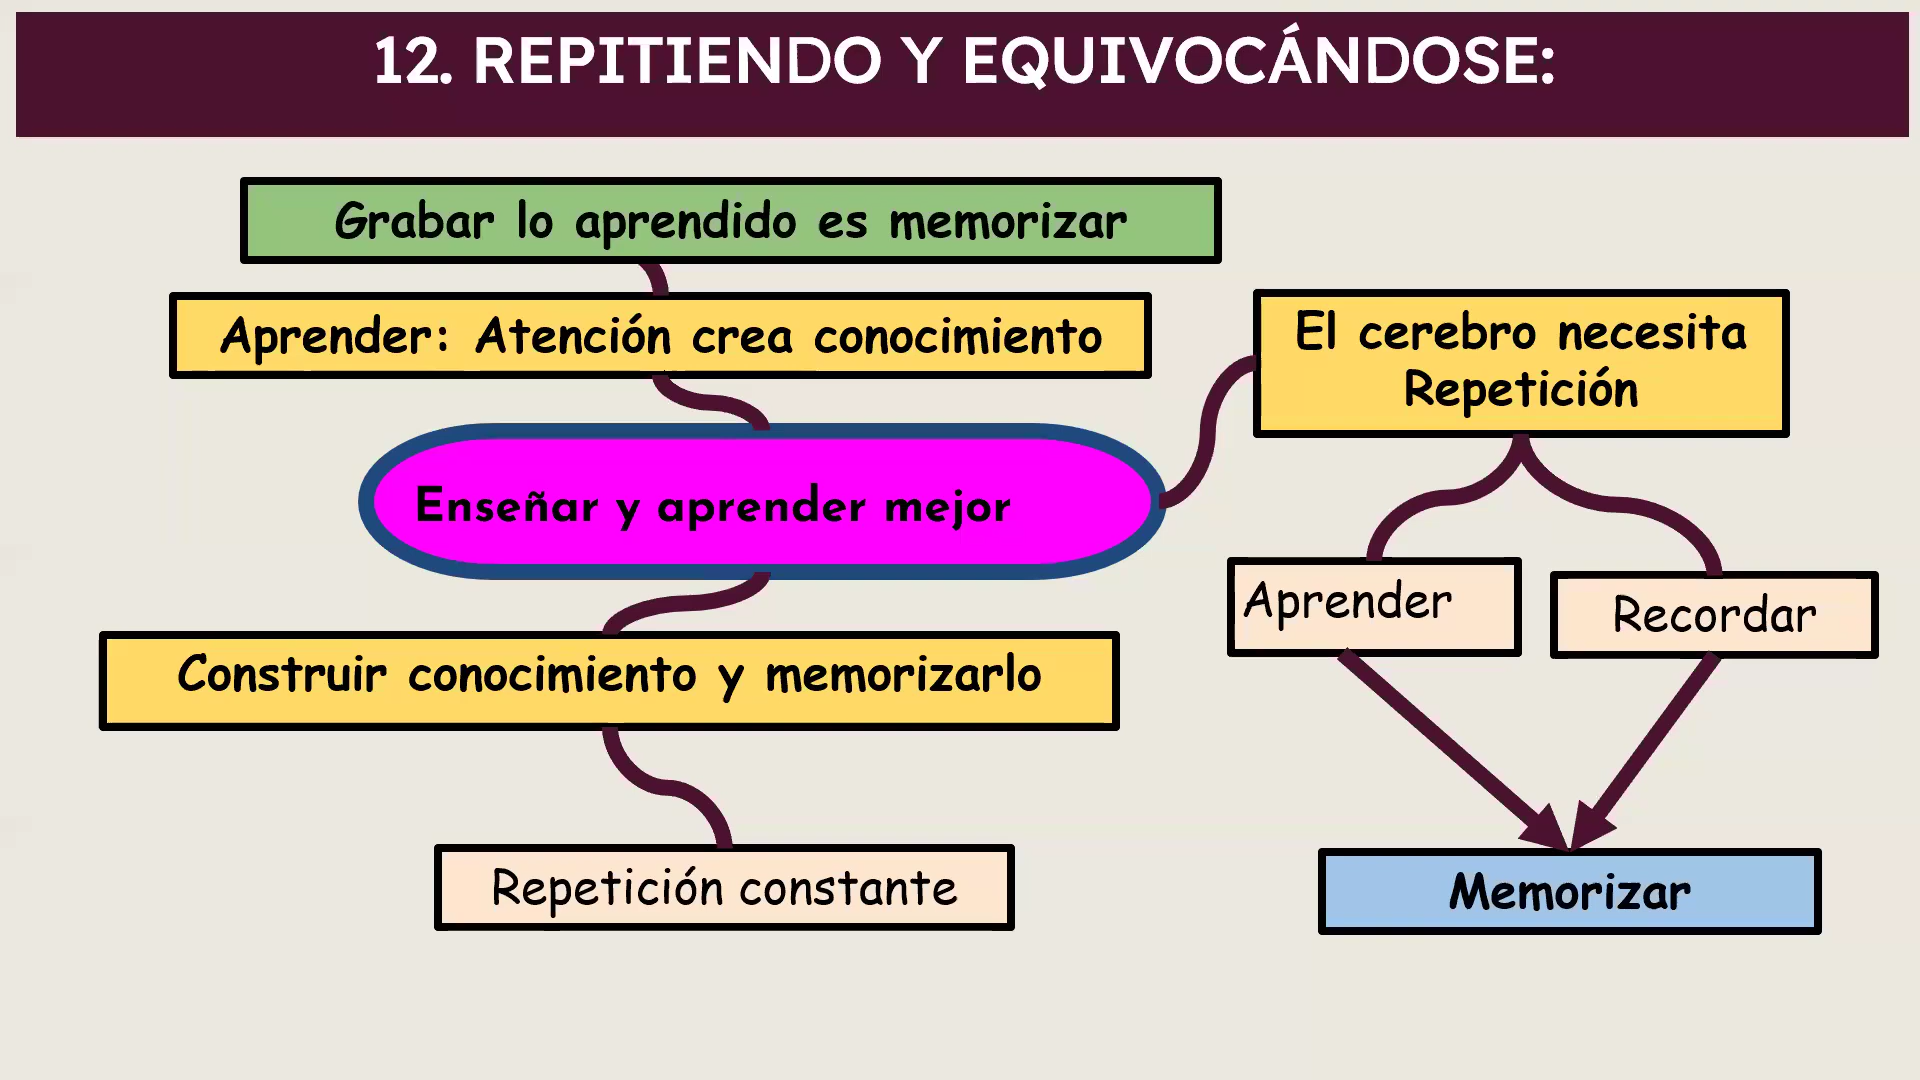 12. REPITIENDO Y EQUIVOCÁNDOSE:
Grabar lo aprendido es memorizar
Aprender: Atención crea conocimiento
El cerebro necesita
Repetición
Enseñar y aprender mejor
Aprender
Recordar
Construir conocimiento y memorizarlo
Repetición constante
Memorizar